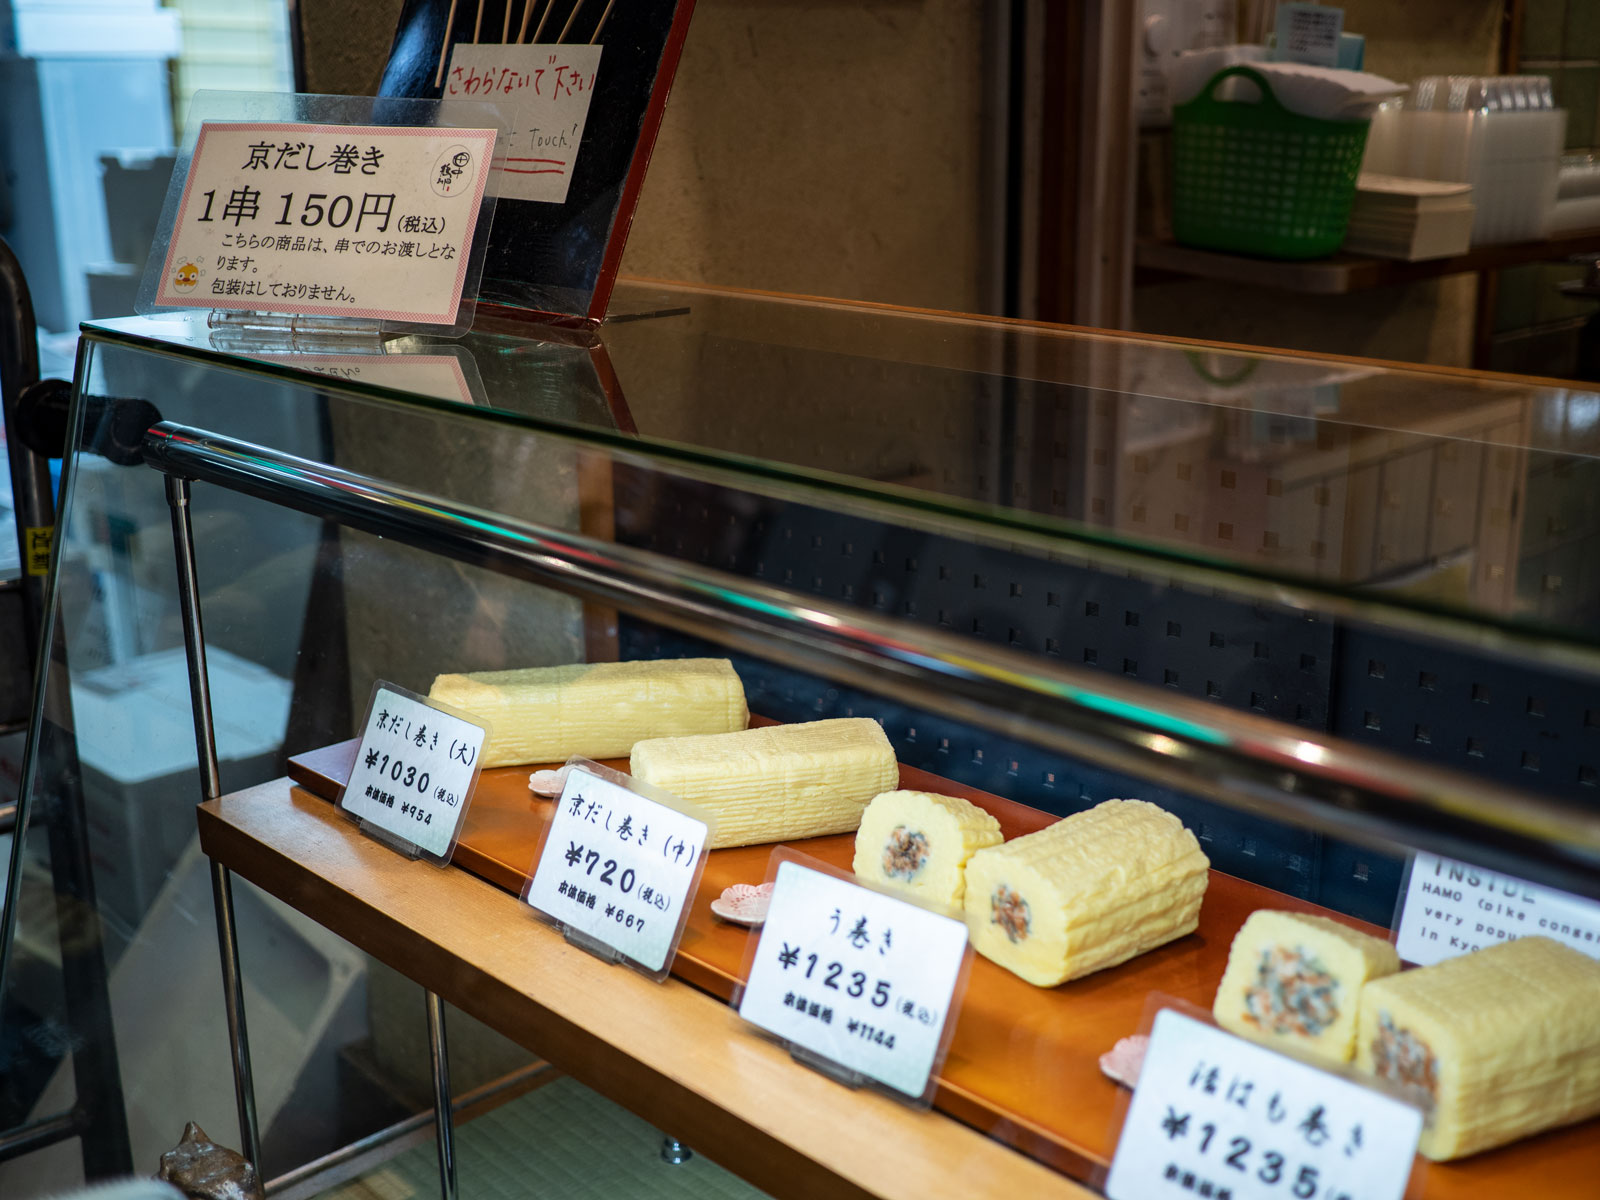 さわらないで下さい
Touch!
京だし巻き
1串 150円(税込)
こちらの商品は、串でのお渡しとな
ります。
包装はしておりません。
京だし巻き(大)
¥1030(税込)
本体価格 ¥954
京だし巻き(中)
¥720(税込)
本体価格 ¥667
う巻き
¥1235(税込)
本体価格 ¥1144
活はも巻き
¥1235
本体価格
INSIDE
HAMO (pike conger
very popu
in Kyo